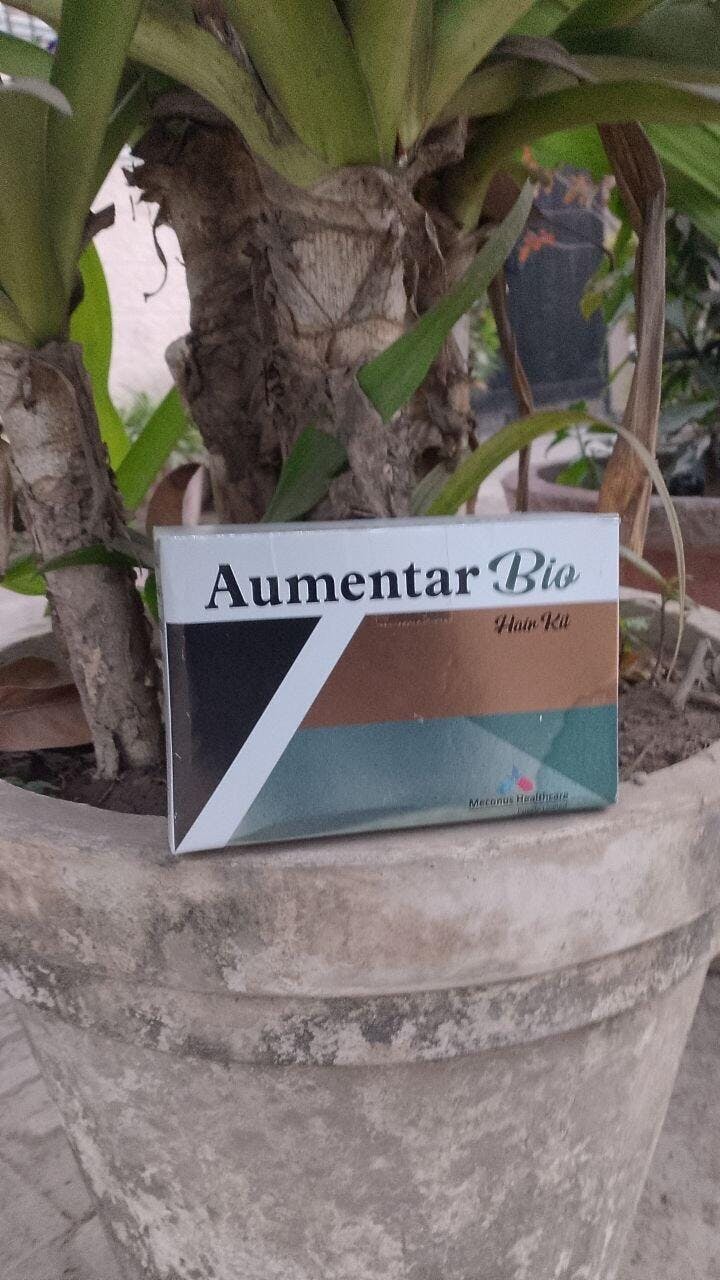 Aumentar Bio
Hair Kit
Meconus Healthcare